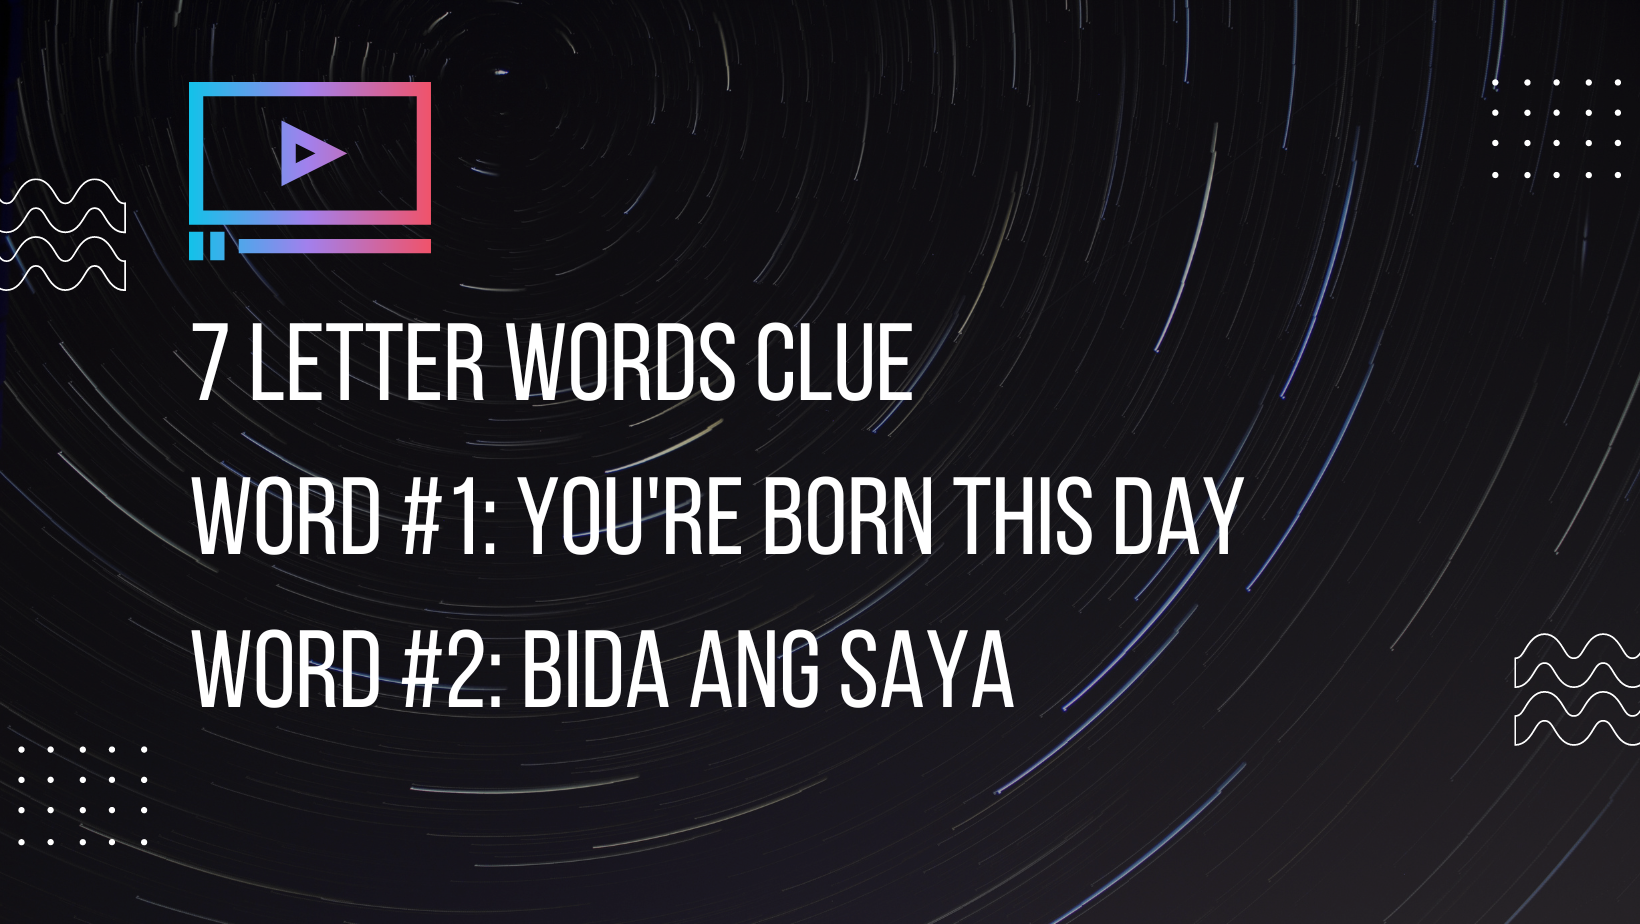 7 LETTER WORDS CLUE
WORD #1: YOU'RE BORN THIS DAY
WORD #2: BIDA ANG SAYA